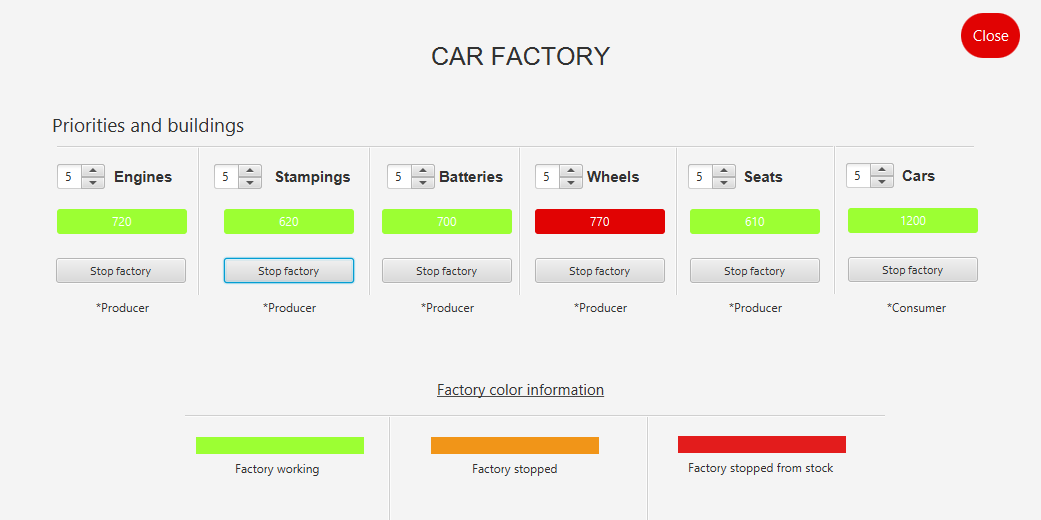 Close
CAR FACTORY
Priorities and buildings
5 Engines 5 Stampings 5 Batteries 5 Wheels 5 Seats 5 Cars
720 620 700 770 610 1200
Stop factory Stop factory Stop factory Stop factory Stop factory Stop factory
*Producer *Producer *Producer *Producer *Producer *Consumer
Factory color information
Factory working Factory stopped Factory stopped from stock